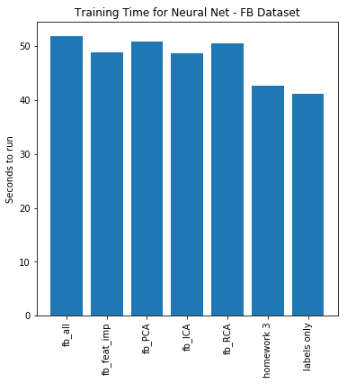 Training Time for Neural Net - FB Dataset
Seconds to run
50
40
30
20
10
0
fb_all
fb_feat_imp
fb_PCA
fb_ICA
fb_RCA
homework 3
labels only